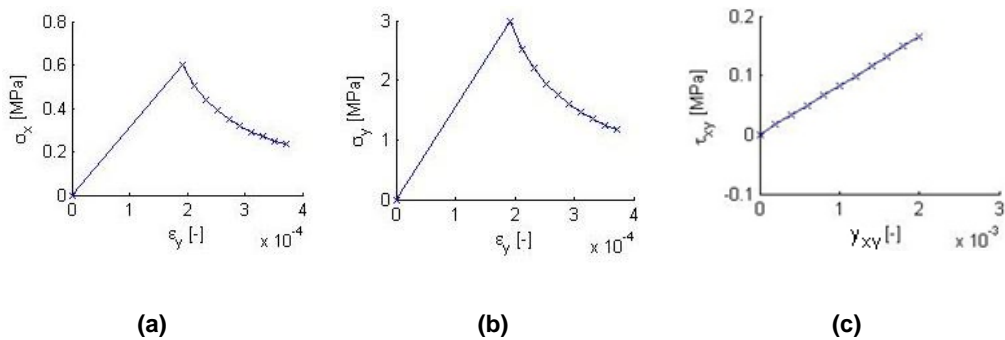 0.8
0.6
0.4
0.2
0
σx [MPa]
0 1 2 3 4
εy [-]
x 10-4
3
2
1
0
σy [MPa]
0 1 2 3 4
εy [-]
x 10-4
0.2
0.1
0
-0.1
τxy [MPa]
0 1 2 3
γxy [-]
x 10-3
(a) (b) (c)